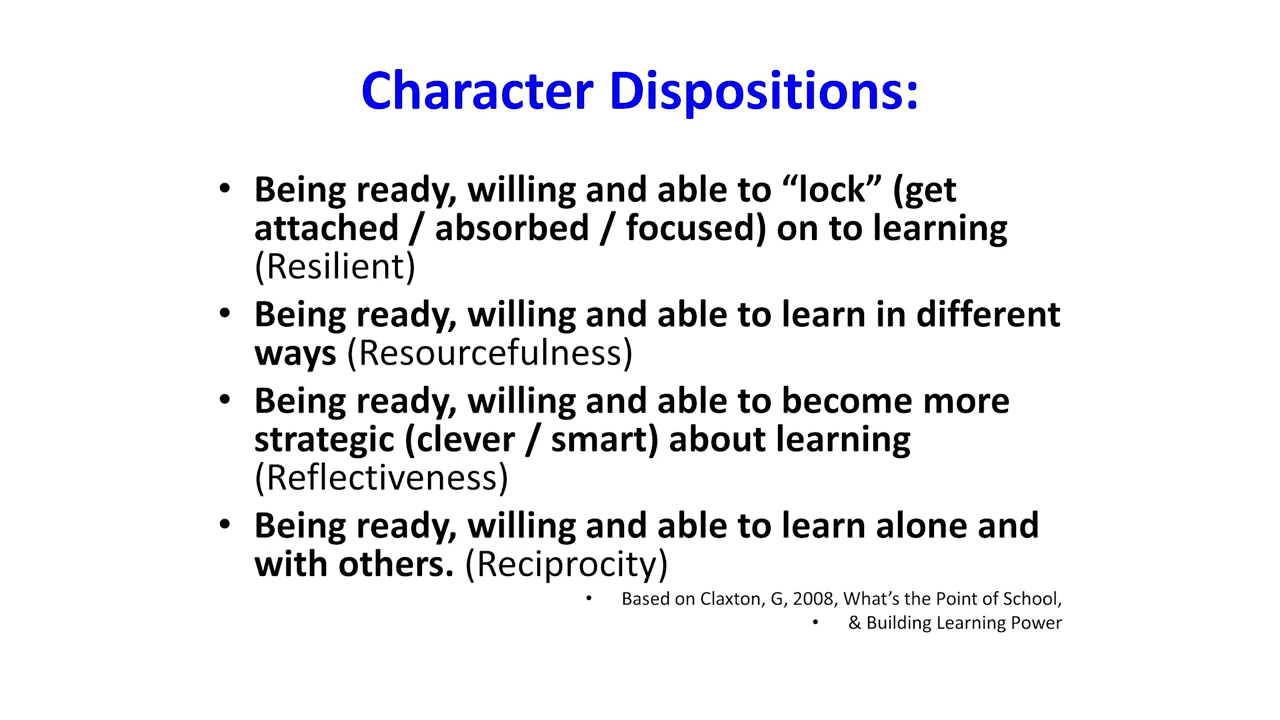 Character Dispositions:
• Being ready, willing and able to “lock” (get
attached / absorbed / focused) on to learning
(Resilient)
• Being ready, willing and able to learn in different
ways (Resourcefulness)
• Being ready, willing and able to become more
strategic (clever / smart) about learning
(Reflectiveness)
• Being ready, willing and able to learn alone and
with others. (Reciprocity)
• Based on Claxton, G, 2008, What’s the Point of School,
• & Building Learning Power